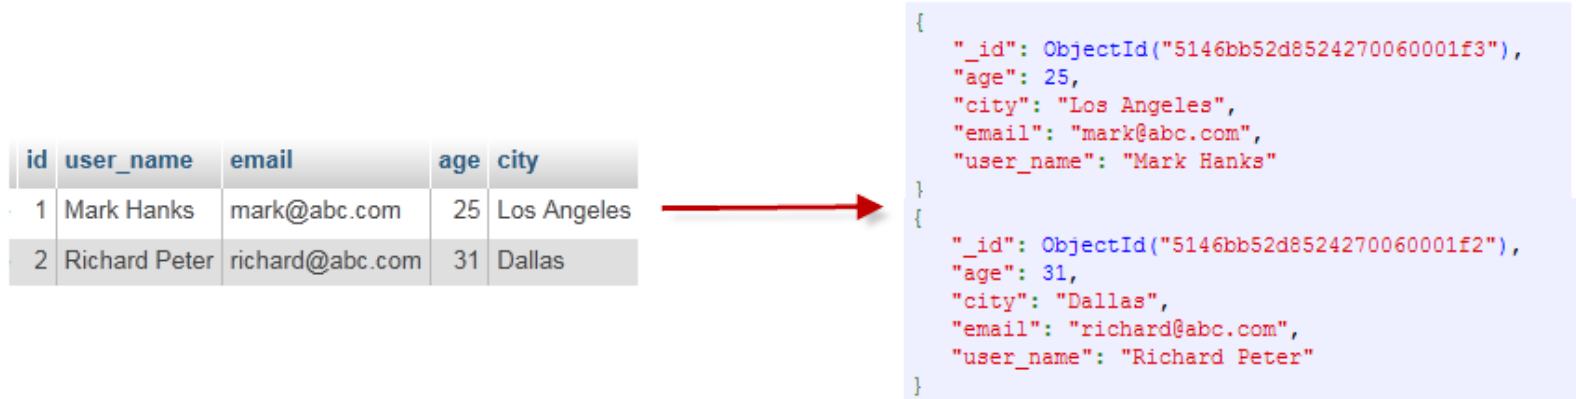 id user_name email age city
1 Mark Hanks mark@abc.com 25 Los Angeles
2 Richard Peter richard@abc.com 31 Dallas
{
"_id": ObjectId("5146bb52d8524270060001f3"),
"age": 25,
"city": "Los Angeles",
"email": "mark@abc.com",
"user_name": "Mark Hanks"
}
{
"_id": ObjectId("5146bb52d8524270060001f2"),
"age": 31,
"city": "Dallas",
"email": "richard@abc.com",
"user_name": "Richard Peter"
}